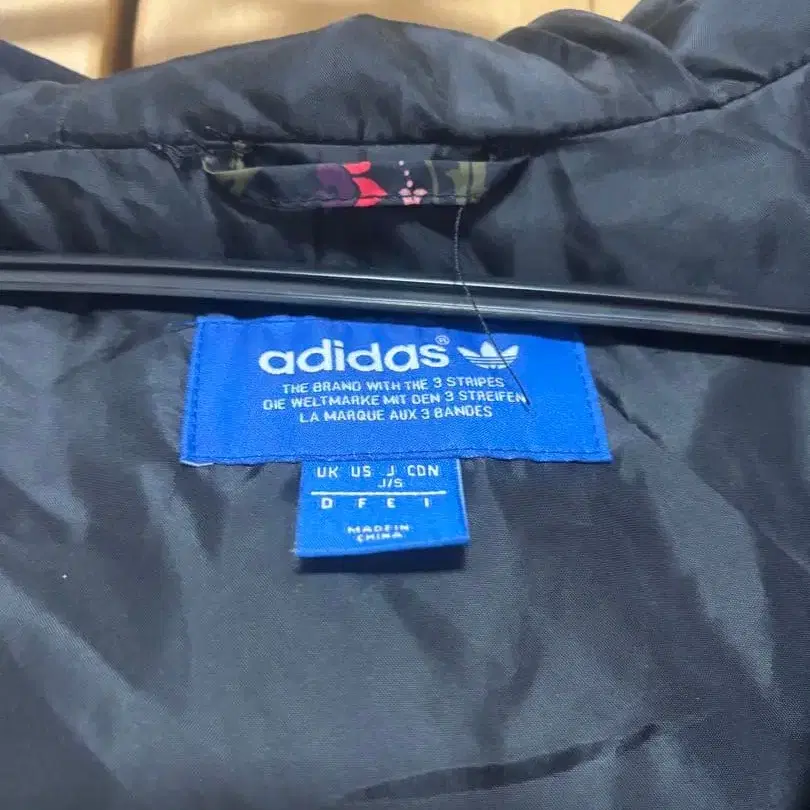 adidas®
THE BRAND WITH THE 3 STRIPES
DIE WELTMARKE MIT DEN 3 STREIFEN
LA MARQUE AUX 3 BANDES
UK US J CDN
J/S
D F E I
MADE IN
CHINA